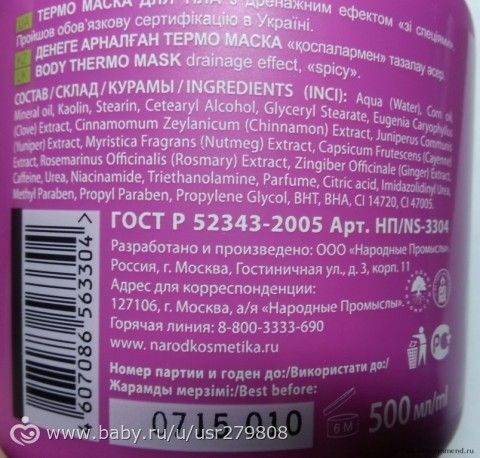 ТЕРМО МАСКА ДЛЯ ТІЛА з дренажним ефектом «зі спеціями».
Пройшов обов'язкову сертифікацію в Україні.
KZ ДЕНЕГЕ АРНАЛҒАН ТЕРМО МАСКА «қоспалармен» тазалау әсері.
BODY THERMO MASK drainage effect, «spicy».
СОСТАВ/СКЛАД/КУРАМЫ/INGREDIENTS (INCI): Aqua (Water), Corn oil,
Mineral oil, Kaolin, Stearin, Cetearyl Alcohol, Glyceryl Stearate, Eugenia Caryophyllus
(Clove) Extract, Cinnamomum Zeylanicum (Chinnamon) Extract, Juniperus Communis
(Yuniper) Extract, Myristica Fragrans (Nutmeg) Extract, Capsicum Frutescens (Cayenne)
Extract, Rosemarinus Officinalis (Rosmary) Extract, Zingiber Officinale (Ginger) Extract,
Caffeine, Urea, Niacinamide, Triethanolamine, Parfume, Citric acid, Imidazolidinyl Urea,
Methyl Paraben, Propyl Paraben, Propylene Glycol, BHT, BHA, CI 14720, CI 47005.
ГОСТ Р 52343-2005 Арт. НП/NS-3304
Разработано и произведено: ООО «Народные Промыслы».
Россия, г. Москва, Гостиничная ул., д. 3, корп. 11
Адрес для корреспонденции:
127106, г. Москва, а/я «Народные Промыслы».
Горячая линия: 8-800-3333-690
www.narodkosmetika.ru
4 607086 563304
Номер партии и годен до:/Використати до:/
Жарамды мерзімі:/Best before:
0715 010
6 M
500 мл/ml
www.baby.ru/u/usr279808